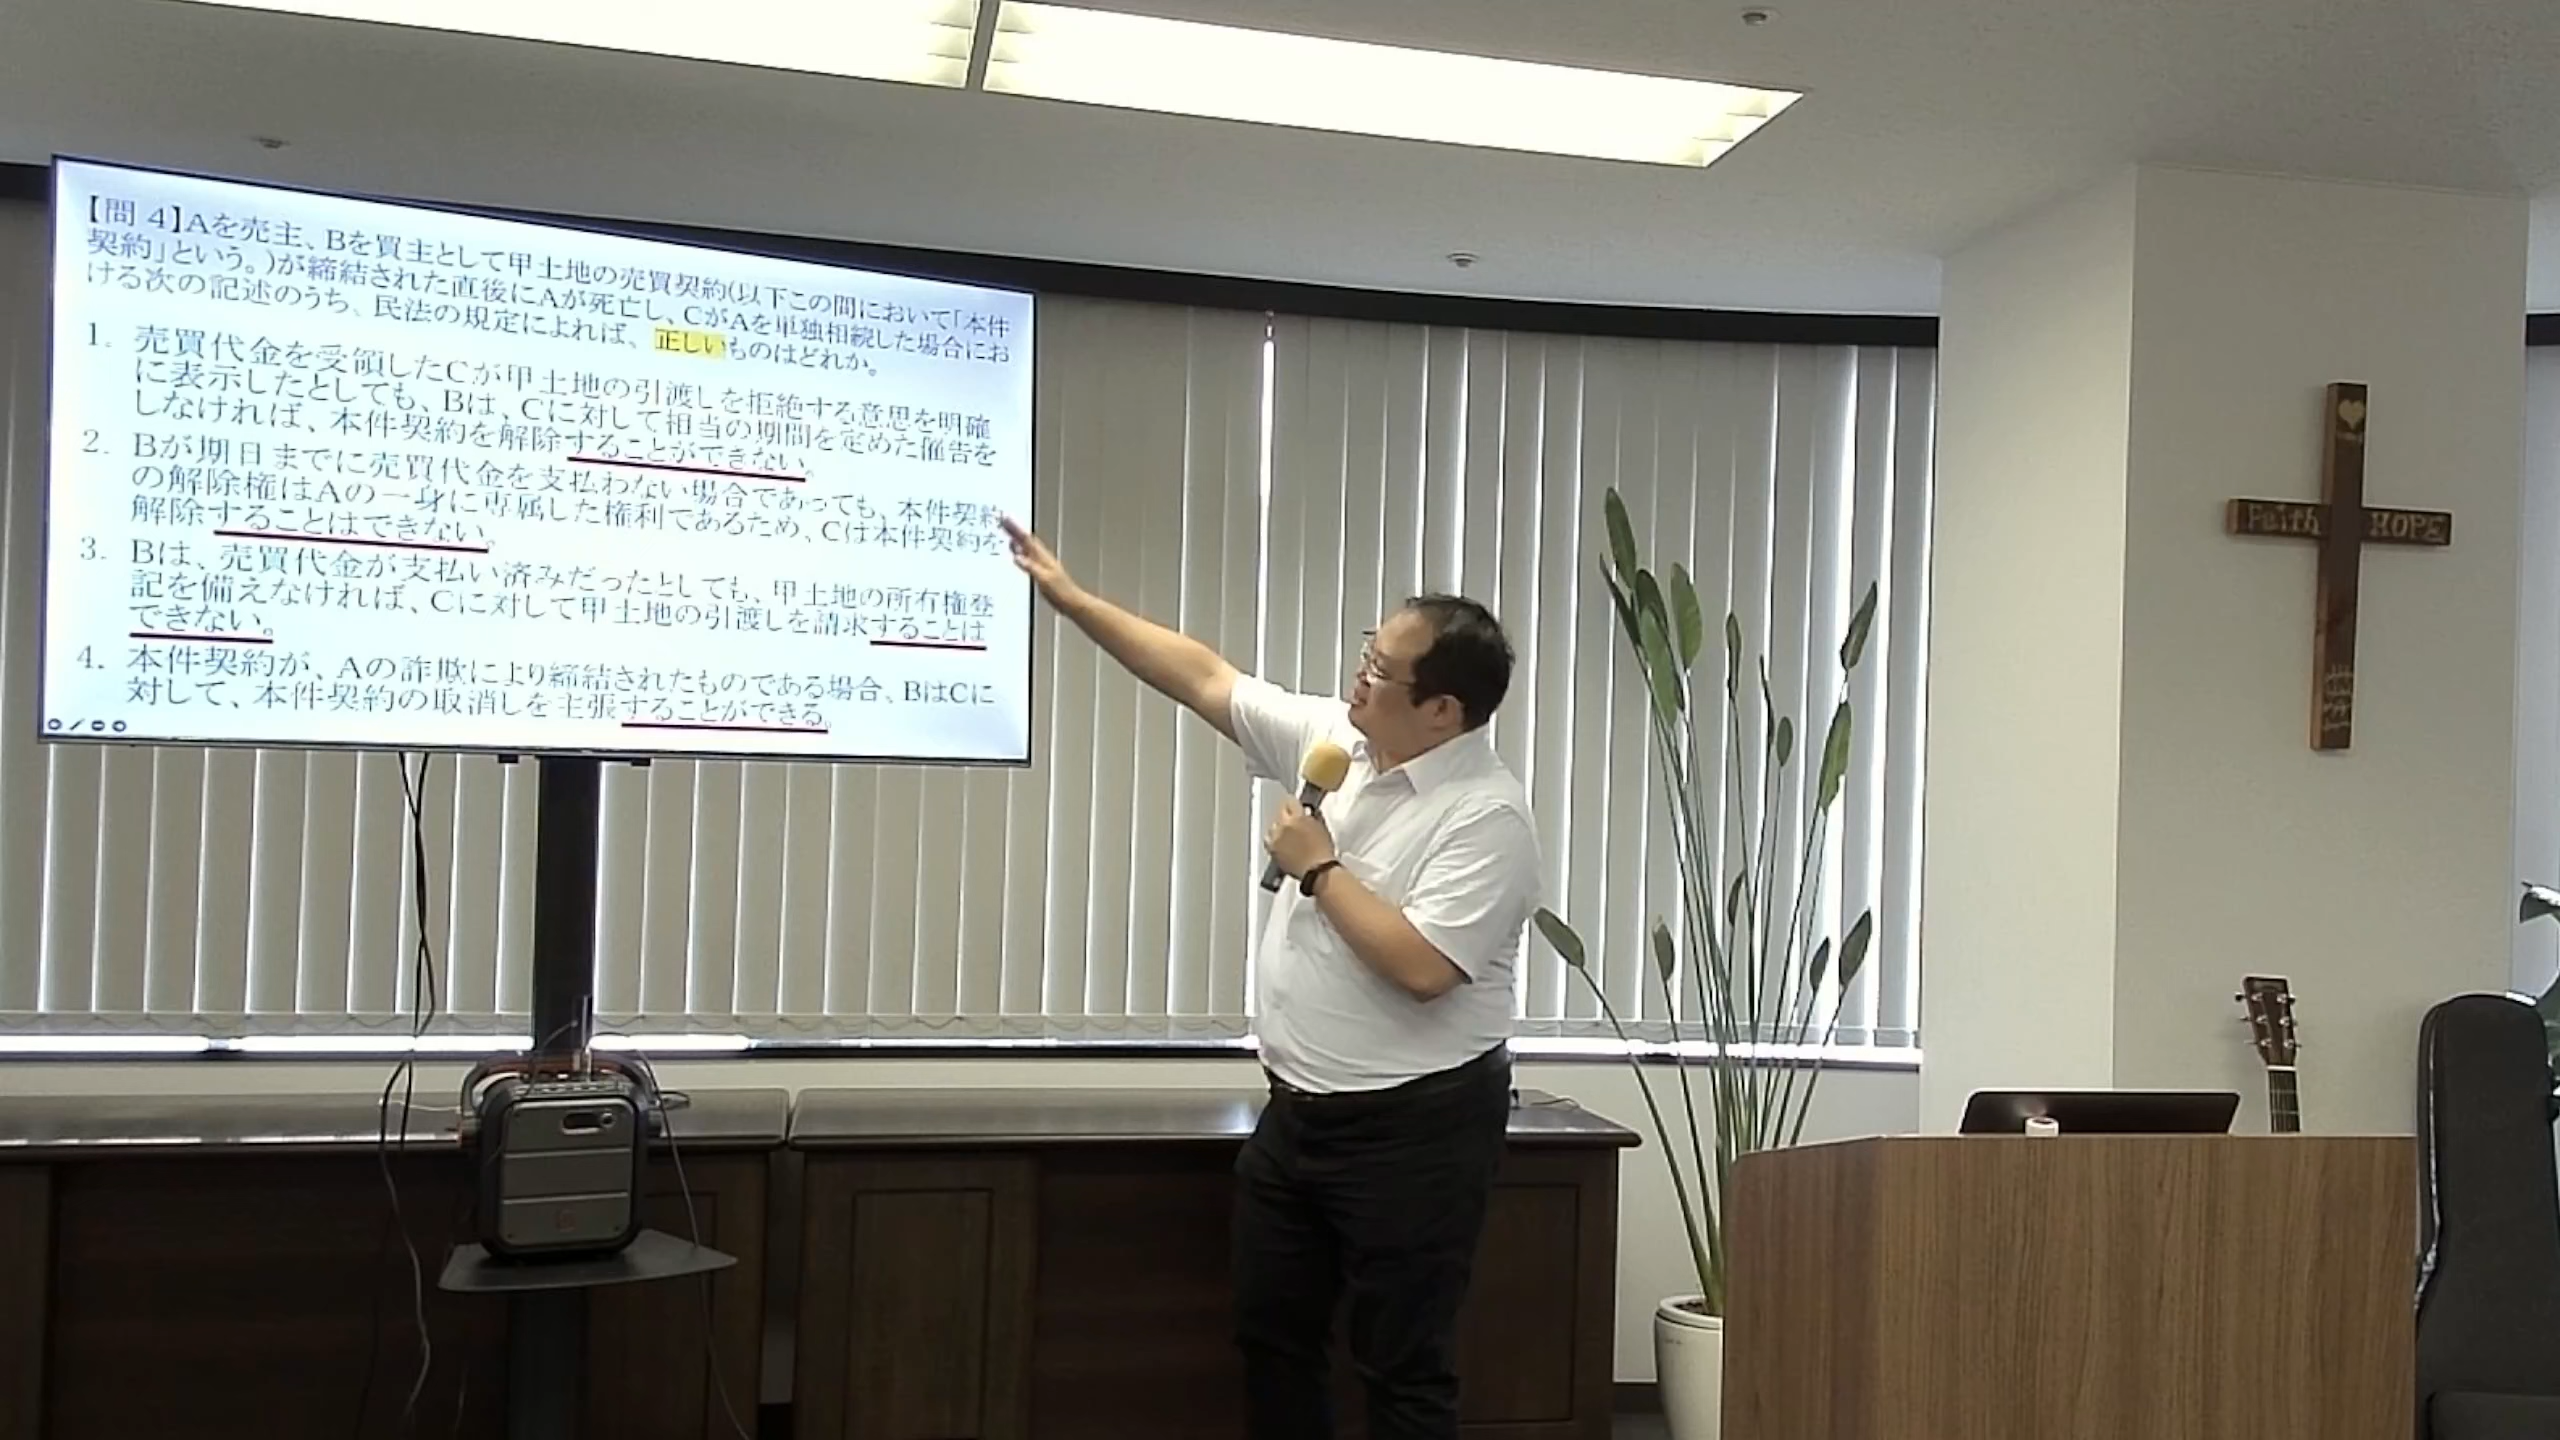 【問 4】Aを売主、Bを買主として甲土地の売買契約(以下この問において「本件
契約」という。)が締結された直後にAが死亡し、CがAを単独相続した場合にお
ける次の記述のうち、民法の規定によれば、正しいものはどれか。
1. 売買代金を受領したCが甲土地の引渡しを拒絶する意思を明確
に表示したとしても、Bは、Cに対して相当の期間を定めた催告を
しなければ、本件契約を解除することができない。
2. Bが期日までに売買代金を支払わない場合であっても、本件契約
の解除権はAの一身に専属した権利であるため、Cは本件契約を
解除することはできない。
3. Bは、売買代金が支払い済みだったとしても、甲土地の所有権登
記を備えなければ、Cに対して甲土地の引渡しを請求することは
できない。
4. 本件契約が、Aの詐欺により締結されたものである場合、BはCに
対して、本件契約の取消しを主張することができる。
Faith HOPE